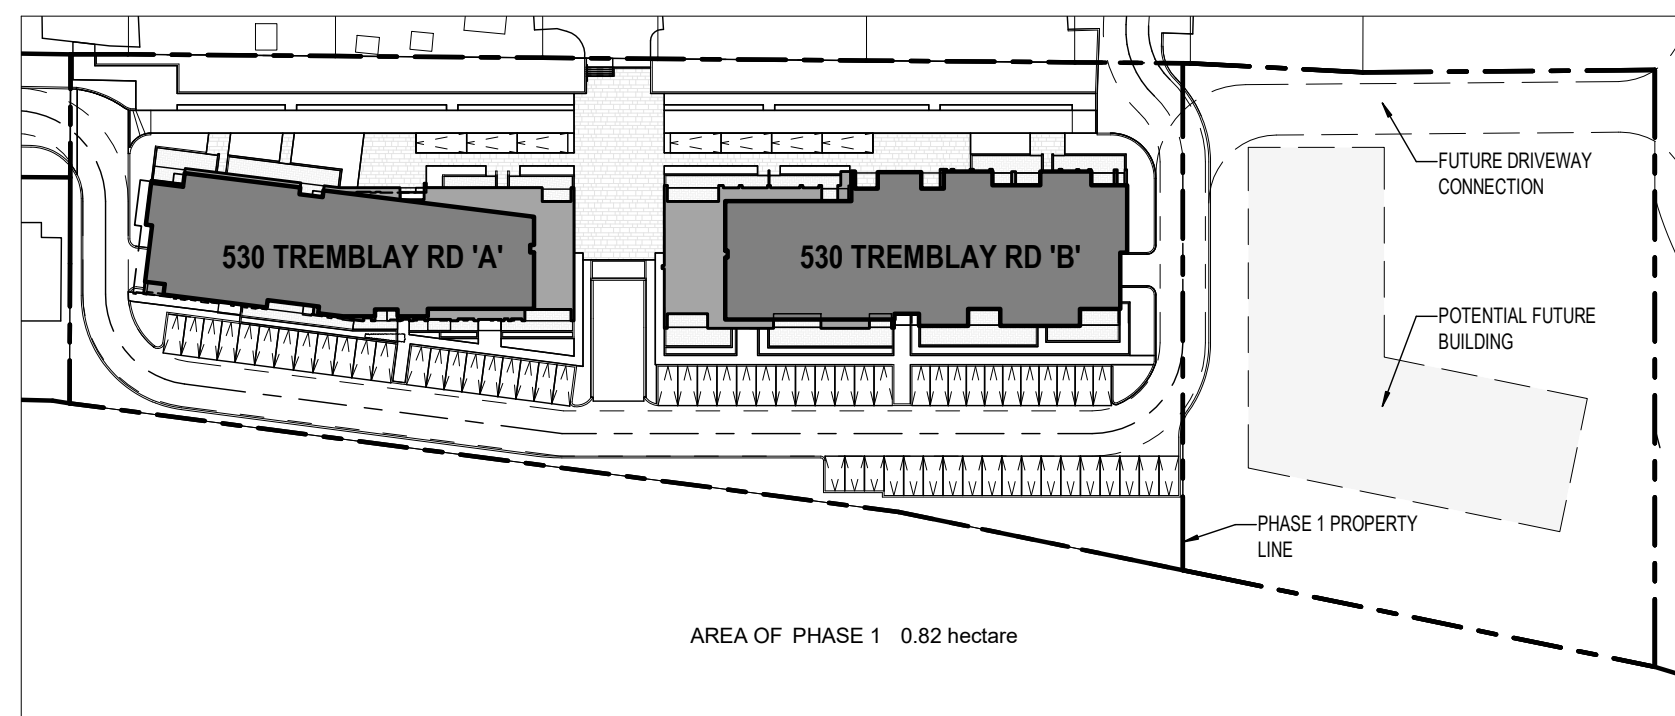 530 TREMBLAY RD 'A'
530 TREMBLAY RD 'B'
FUTURE DRIVEWAY
CONNECTION
POTENTIAL FUTURE
BUILDING
PHASE 1 PROPERTY
LINE
AREA OF PHASE 1 0.82 hectare